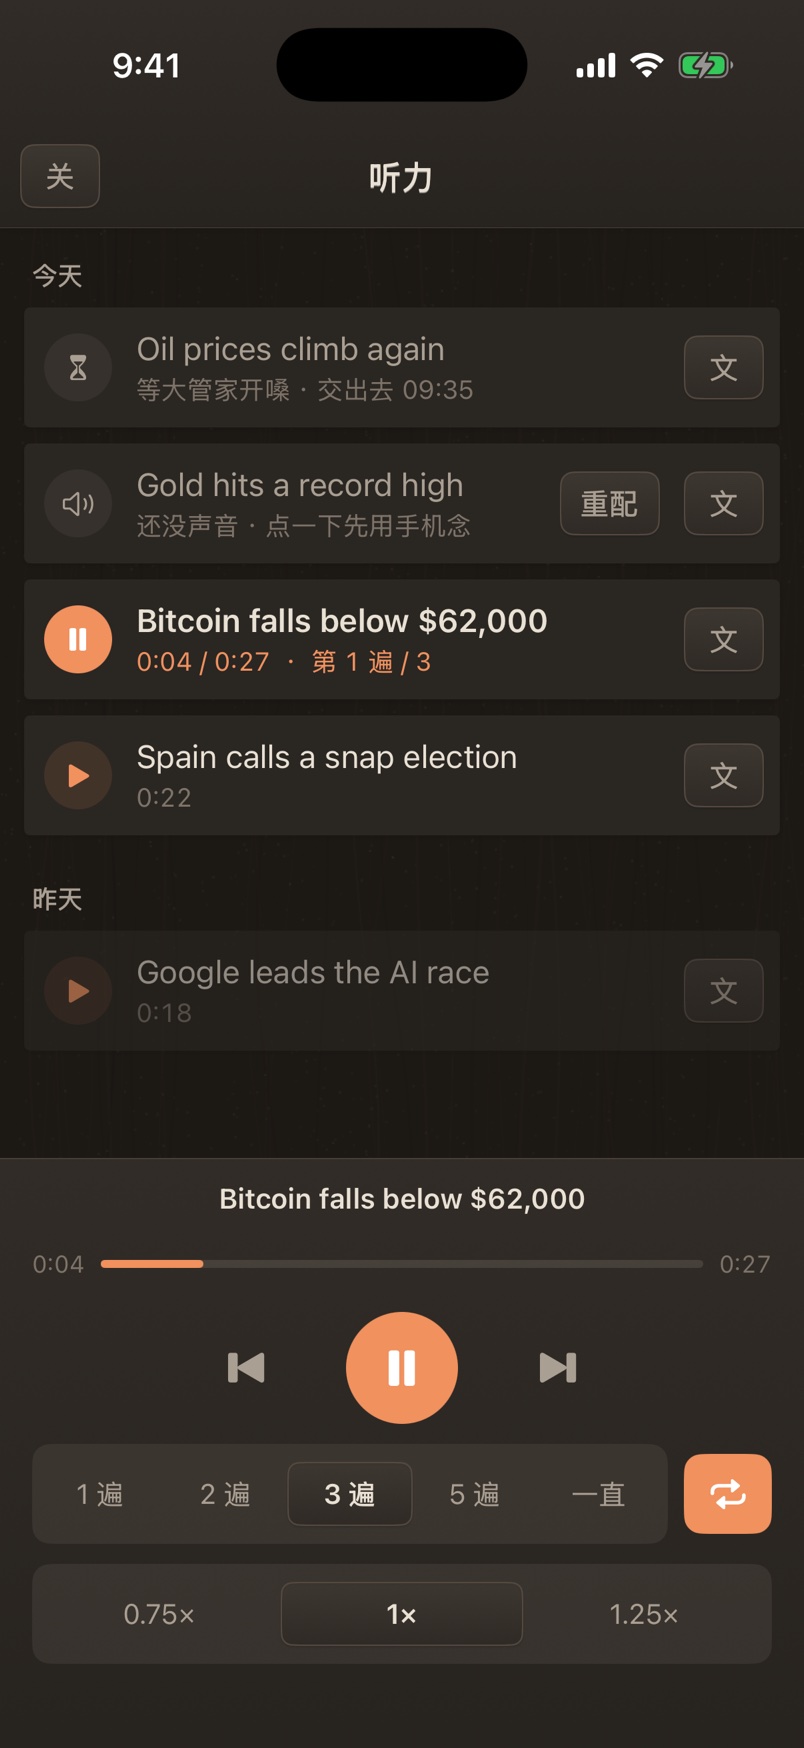 9:41
关
听力
今天
Oil prices climb again
等大管家开嗓 · 交出去 09:35
文
Gold hits a record high
还没声音 · 点一下先用手机念
重配
文
Bitcoin falls below $62,000
0:04 / 0:27 · 第 1 遍 / 3
文
Spain calls a snap election
0:22
文
昨天
Google leads the AI race
0:18
文
Bitcoin falls below $62,000
0:04
0:27
1 遍 2 遍 3 遍 5 遍 一直
0.75× 1× 1.25×